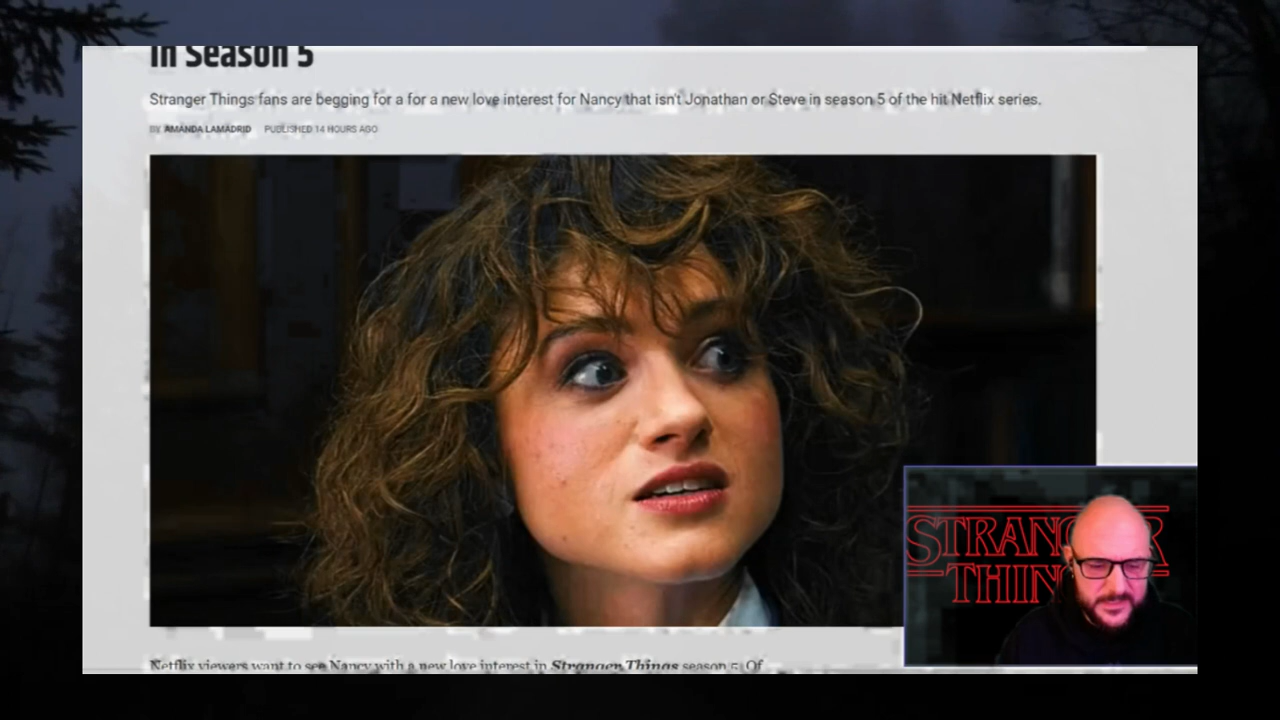 In Season 5
Stranger Things fans are begging for a for a new love interest for Nancy that isn't Jonathan or Steve in season 5 of the hit Netflix series.
BY AMANDA LAMADRID PUBLISHED 14 HOURS AGO
STRANGER
THIN
Netflix viewers want to see Nancy with a new love interest in Stranger Things season 5. Of